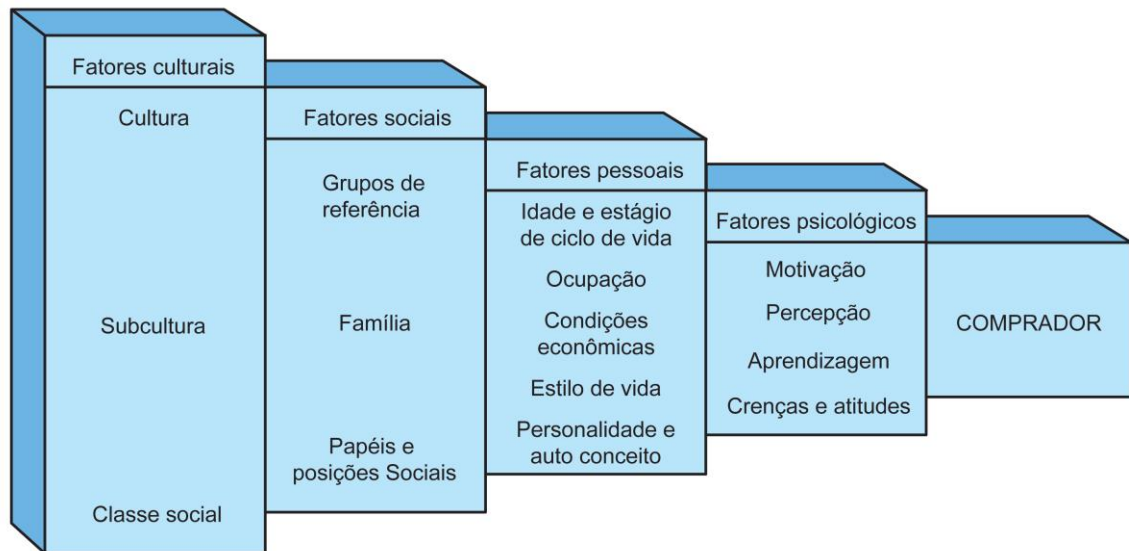 Fatores culturais
Cultura
Subcultura
Classe social
Fatores sociais
Grupos de
referência
Família
Papéis e
posições Sociais
Fatores pessoais
Idade e estágio
de ciclo de vida
Ocupação
Condições
econômicas
Estilo de vida
Personalidade e
auto conceito
Fatores psicológicos
Motivação
Percepção
Aprendizagem
Crenças e atitudes
COMPRADOR